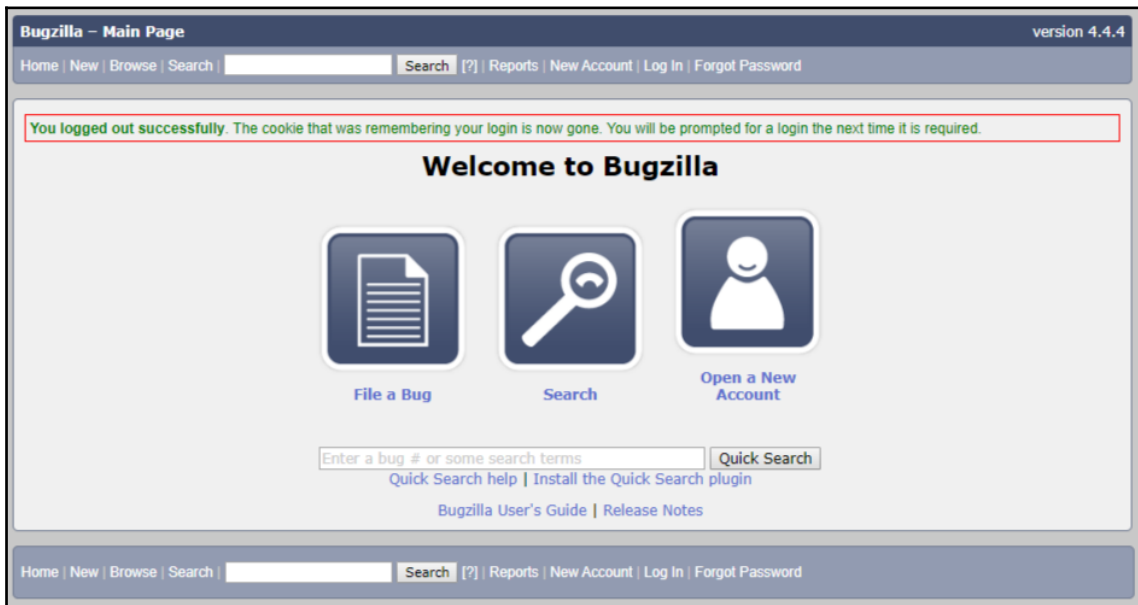 Bugzilla – Main Page version 4.4.4
Home | New | Browse | Search | Search [?] | Reports | New Account | Log In | Forgot Password
You logged out successfully. The cookie that was remembering your login is now gone. You will be prompted for a login the next time it is required.
Welcome to Bugzilla
File a Bug
Search
Open a New
Account
Enter a bug # or some search terms Quick Search
Quick Search help | Install the Quick Search plugin
Bugzilla User's Guide | Release Notes
Home | New | Browse | Search | Search [?] | Reports | New Account | Log In | Forgot Password